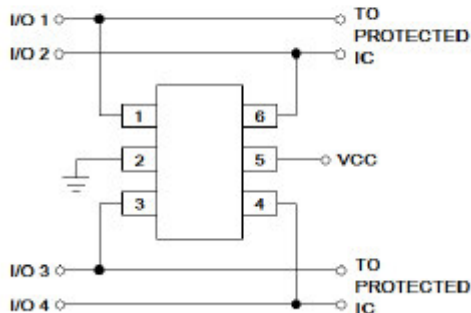 I/O 1
TO
PROTECTED
IC
I/O 2
1
6
2
5
VCC
3
4
I/O 3
TO
PROTECTED
IC
I/O 4